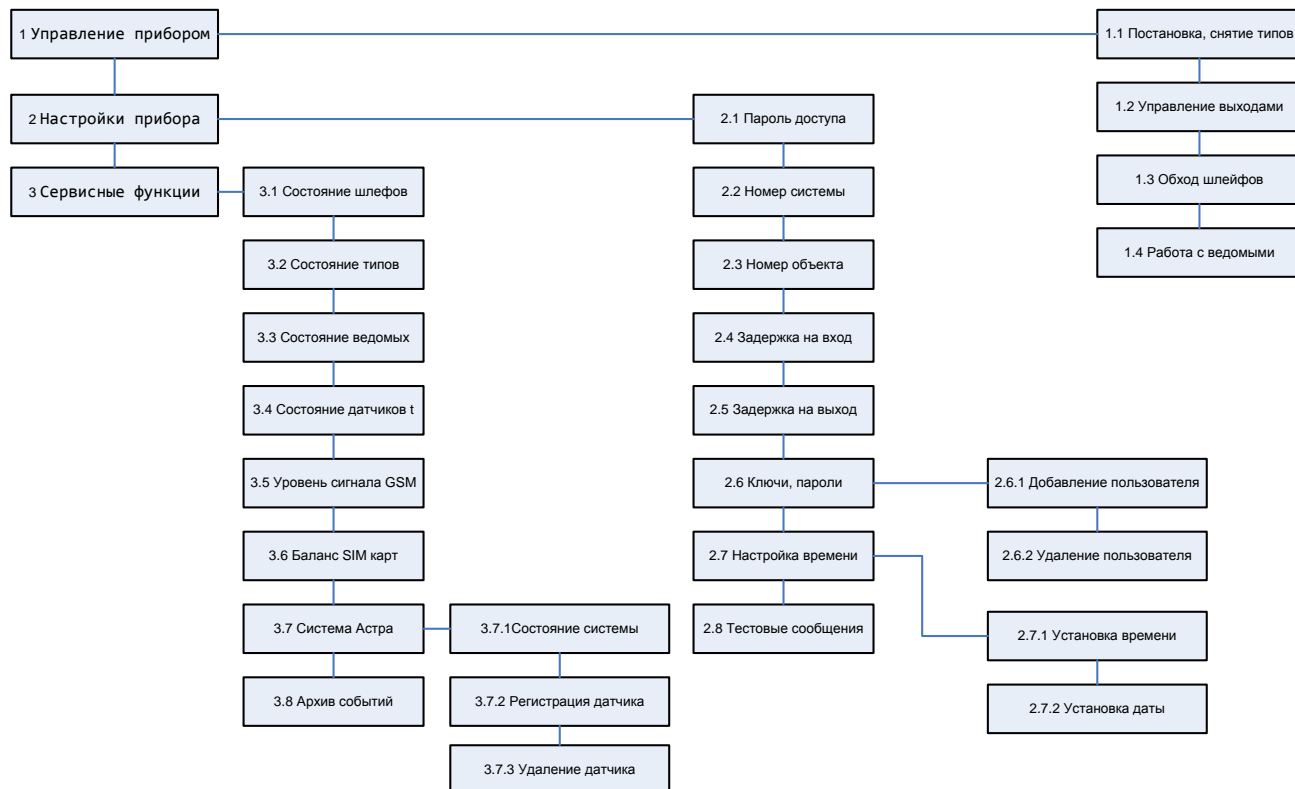 1 Управление прибором
1.1 Постановка, снятие типов
1.2 Управление выходами
1.3 Обход шлейфов
1.4 Работа с ведомыми
2 Настройки прибора
2.1 Пароль доступа
2.2 Номер системы
2.3 Номер объекта
2.4 Задержка на вход
2.5 Задержка на выход
2.6 Ключи, пароли
2.6.1 Добавление пользователя
2.6.2 Удаление пользователя
2.7 Настройка времени
2.7.1 Установка времени
2.7.2 Установка даты
2.8 Тестовые сообщения
3 Сервисные функции
3.1 Состояние шлефов
3.2 Состояние типов
3.3 Состояние ведомых
3.4 Состояние датчиков t
3.5 Уровень сигнала GSM
3.6 Баланс SIM карт
3.7 Система Астра
3.7.1Состояние системы
3.7.2 Регистрация датчика
3.7.3 Удаление датчика
3.8 Архив событий